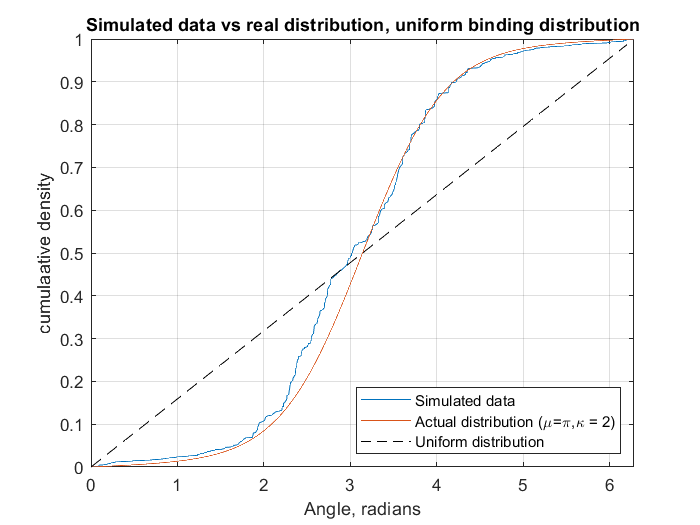 Simulated data vs real distribution, uniform binding distribution
1
0.9
0.8
0.7
0.6
0.5
0.4
0.3
0.2
0.1
0
cumulaative density
Simulated data
Actual distribution (μ=π,κ = 2)
Uniform distribution
0 1 2 3 4 5 6
Angle, radians